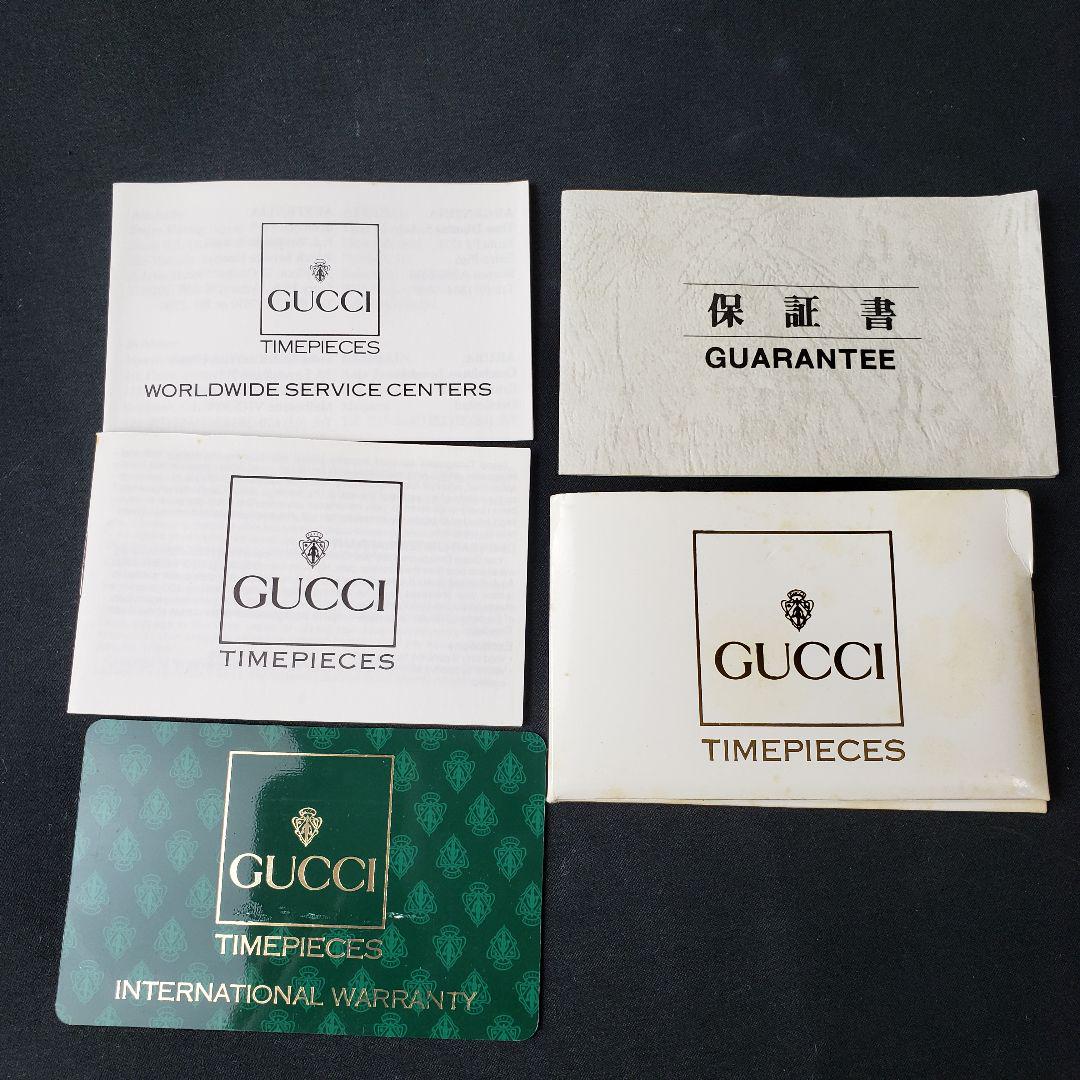 GUCCI
TIMEPIECES
WORLDWIDE SERVICE CENTERS
保証書
GUARANTEE
GUCCI
TIMEPIECES
GUCCI
TIMEPIECES
GUCCI
TIMEPIECES
INTERNATIONAL WARRANTY